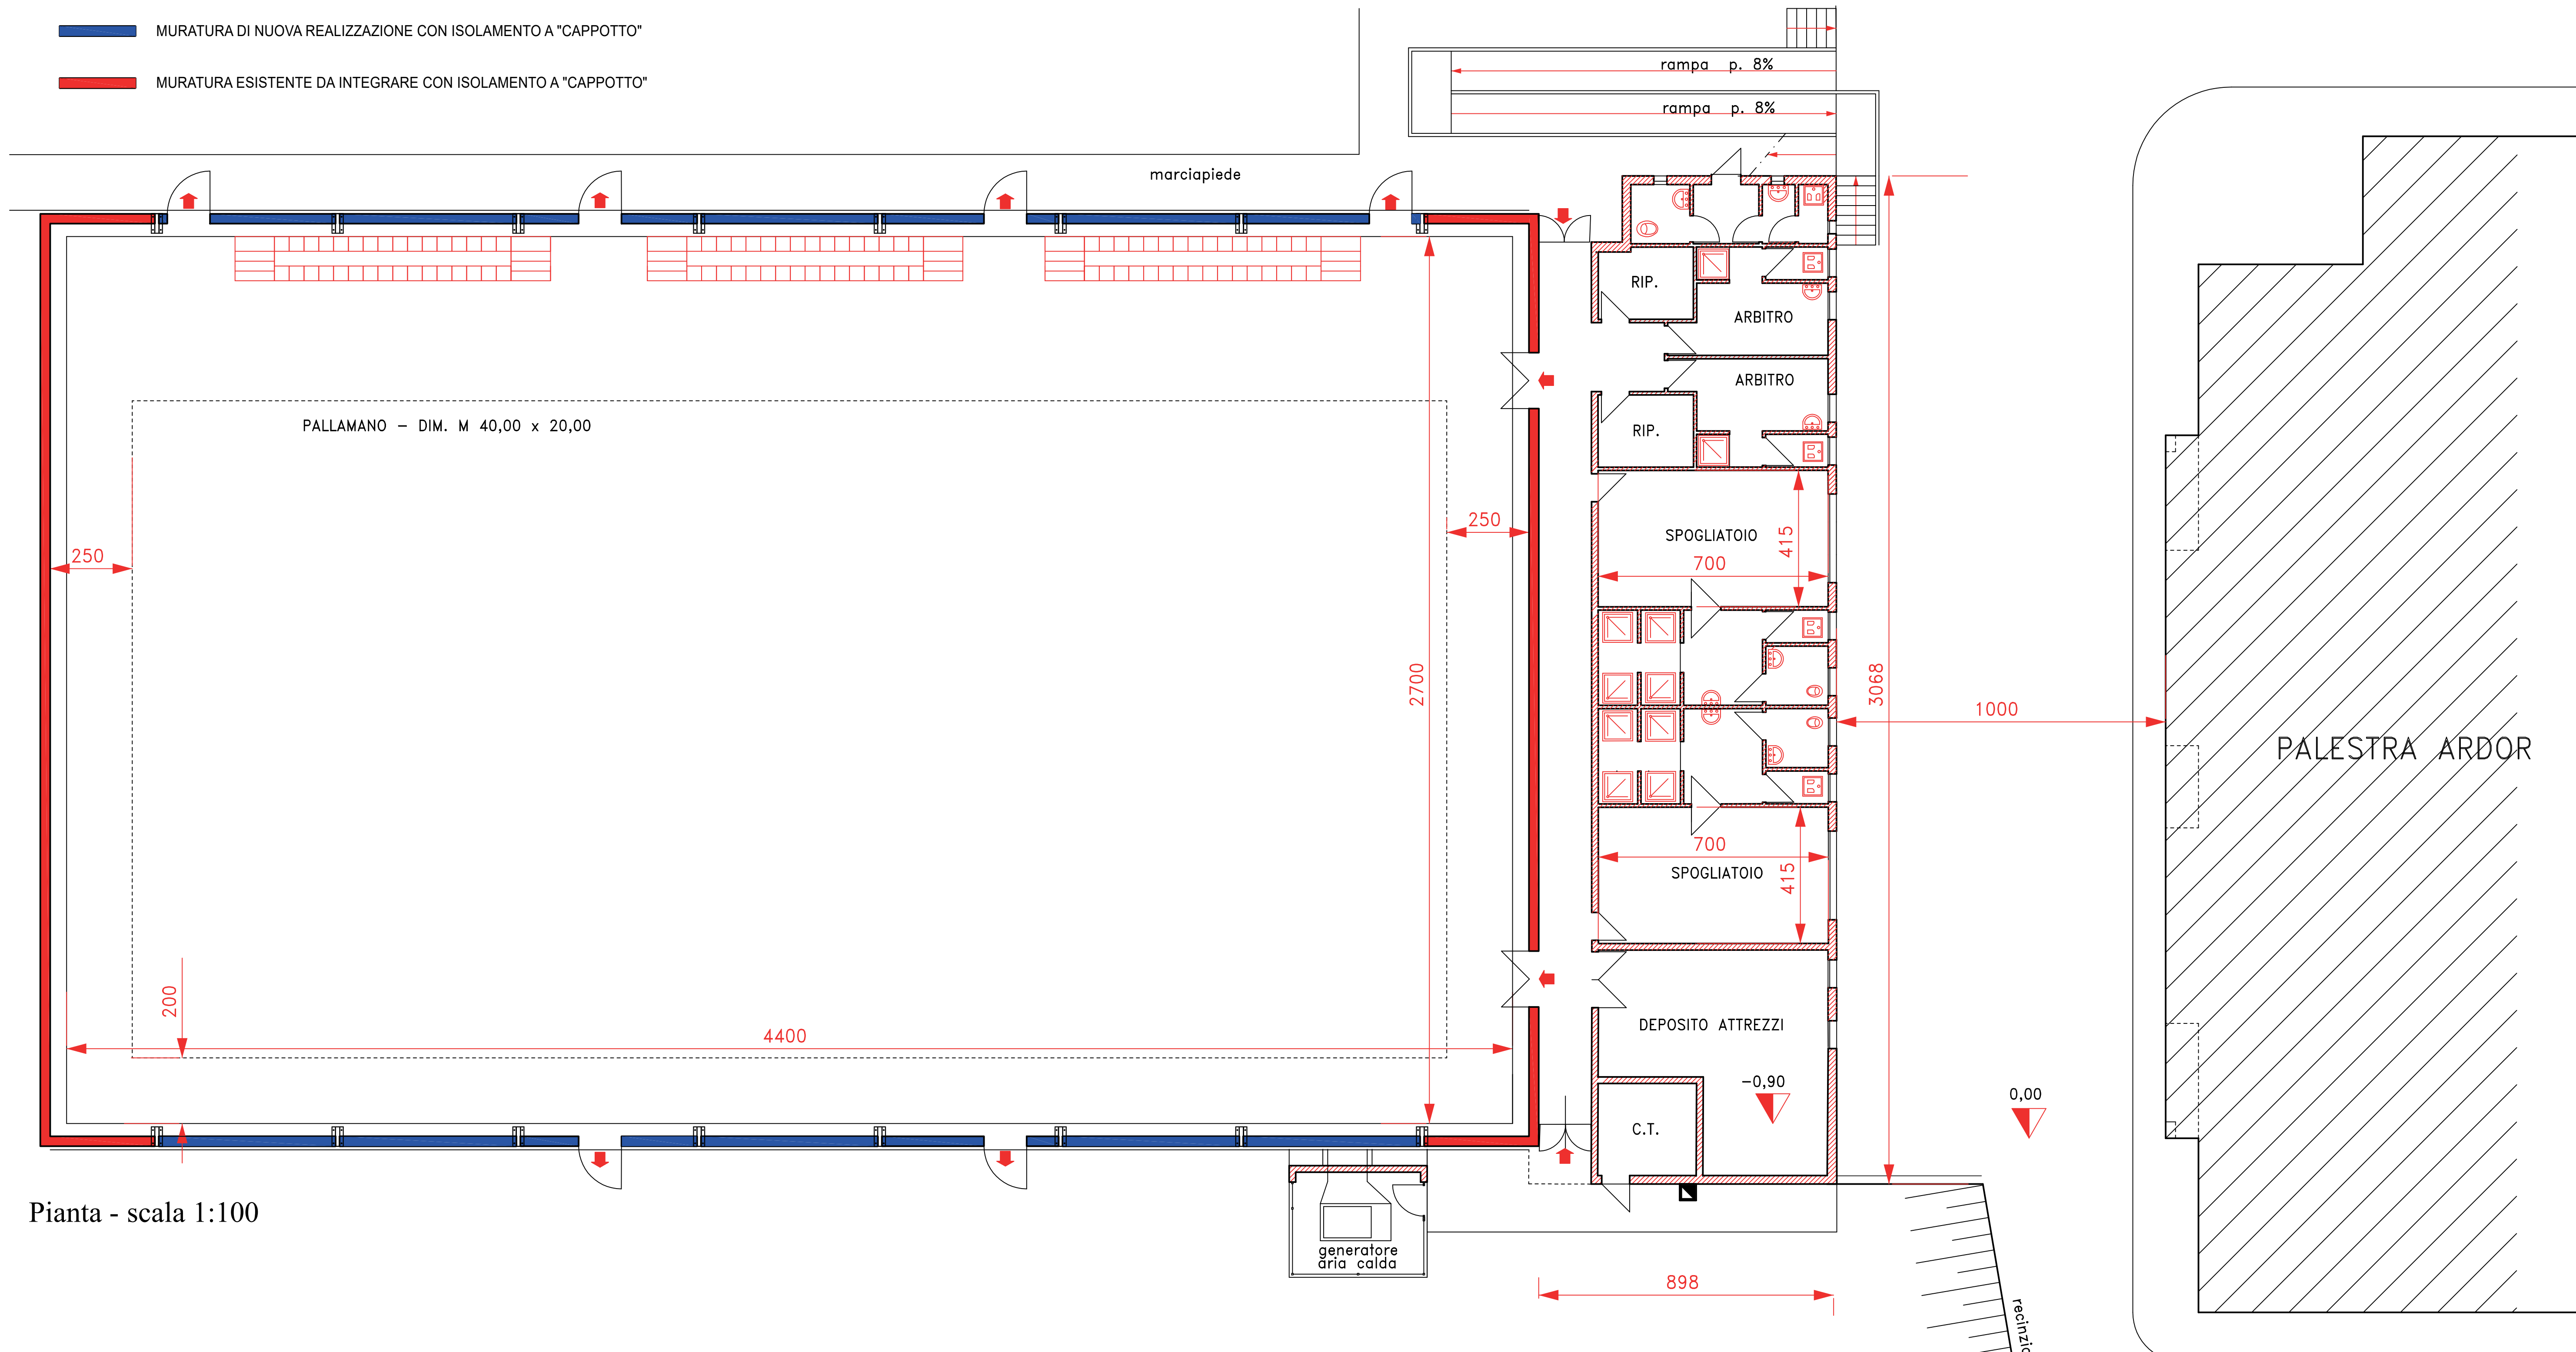 MURATURA DI NUOVA REALIZZAZIONE CON ISOLAMENTO A "CAPPOTTO"
MURATURA ESISTENTE DA INTEGRARE CON ISOLAMENTO A "CAPPOTTO"
rampa p. 8%
rampa p. 8%
marciapiede
RIP.
ARBITRO
ARBITRO
RIP.
PALLAMANO – DIM. M 40,00 x 20,00
250
250
SPOGLIATOIO
415
700
2700
3068
1000
PALESTRA ARDOR
700
SPOGLIATOIO
415
200
4400
DEPOSITO ATTREZZI
-0,90
0,00
C.T.
Pianta - scala 1:100
generatore
aria calda
898